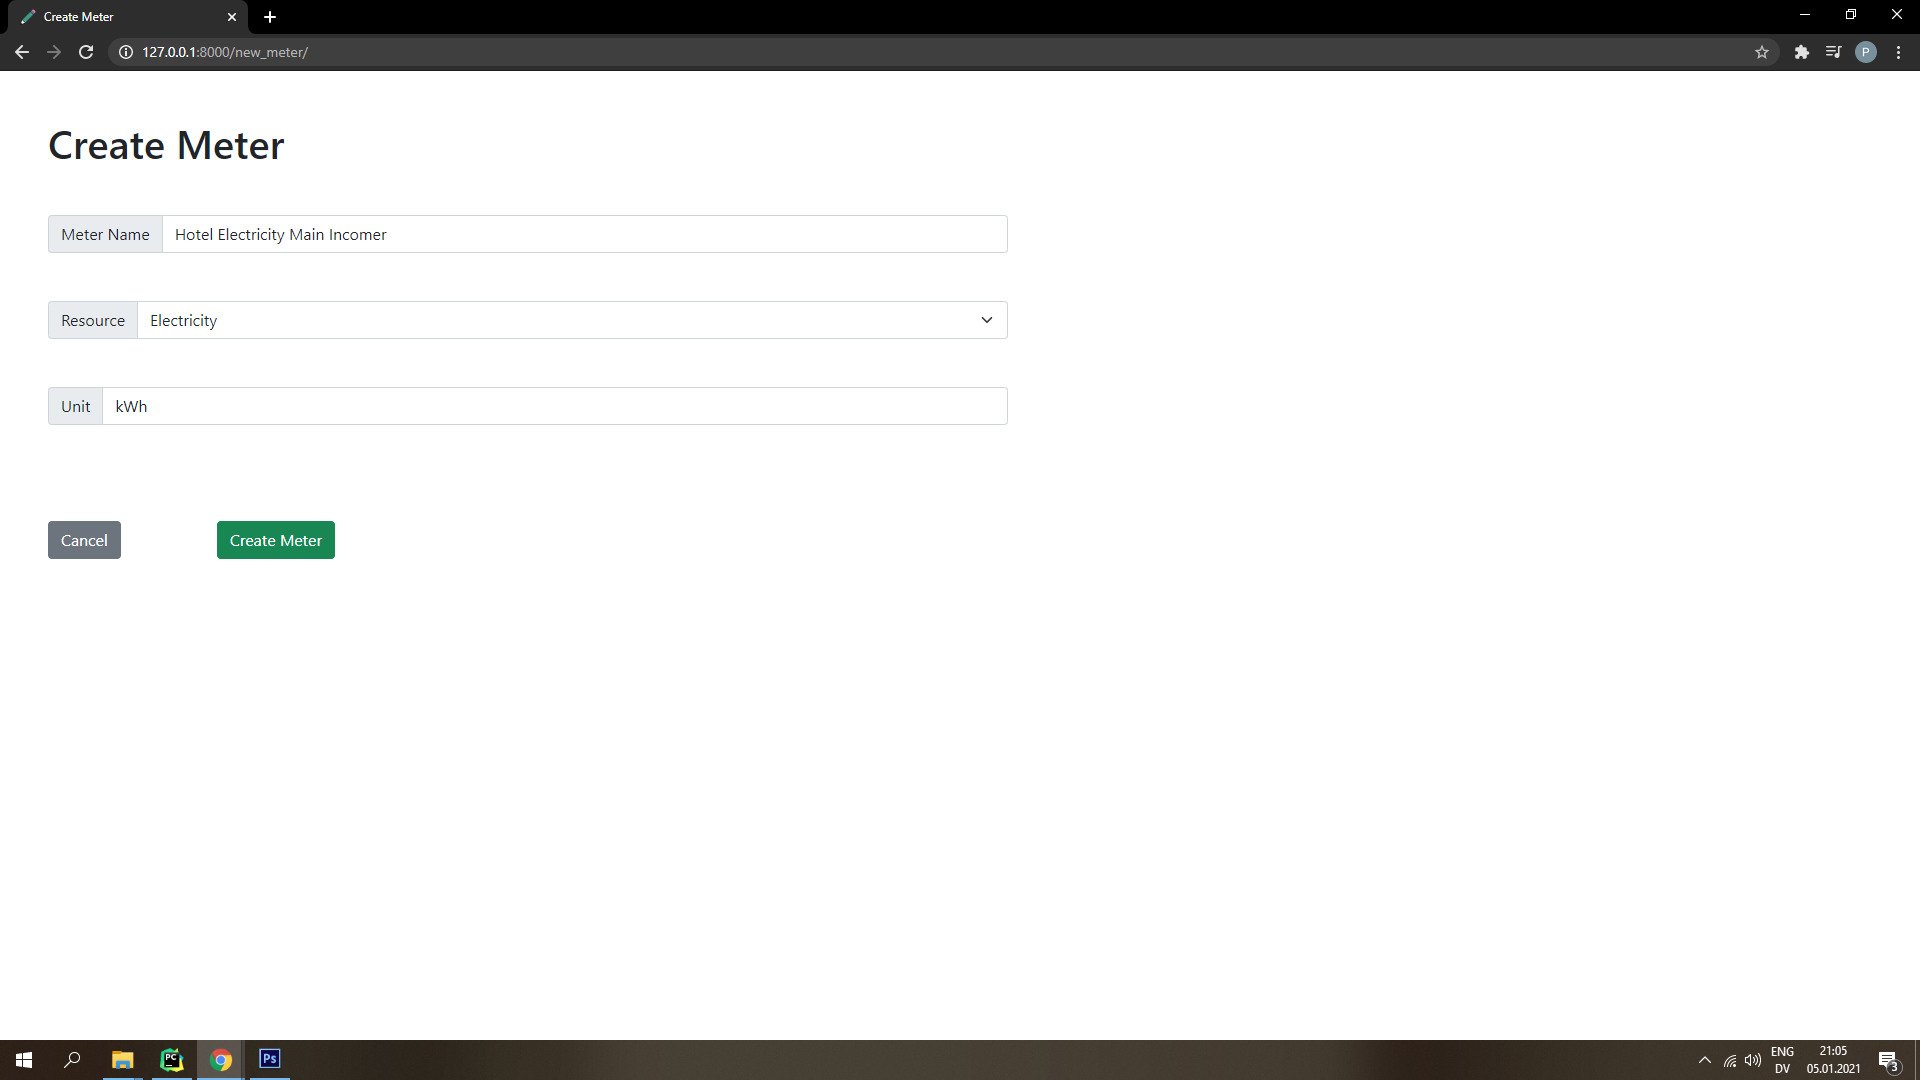 Create Meter
127.0.0.1:8000/new_meter/
P
Create Meter
Meter Name Hotel Electricity Main Incomer
Resource Electricity
Unit kWh
Cancel Create Meter
PC
Ps
ENG
DV
21:05
05.01.2021
3